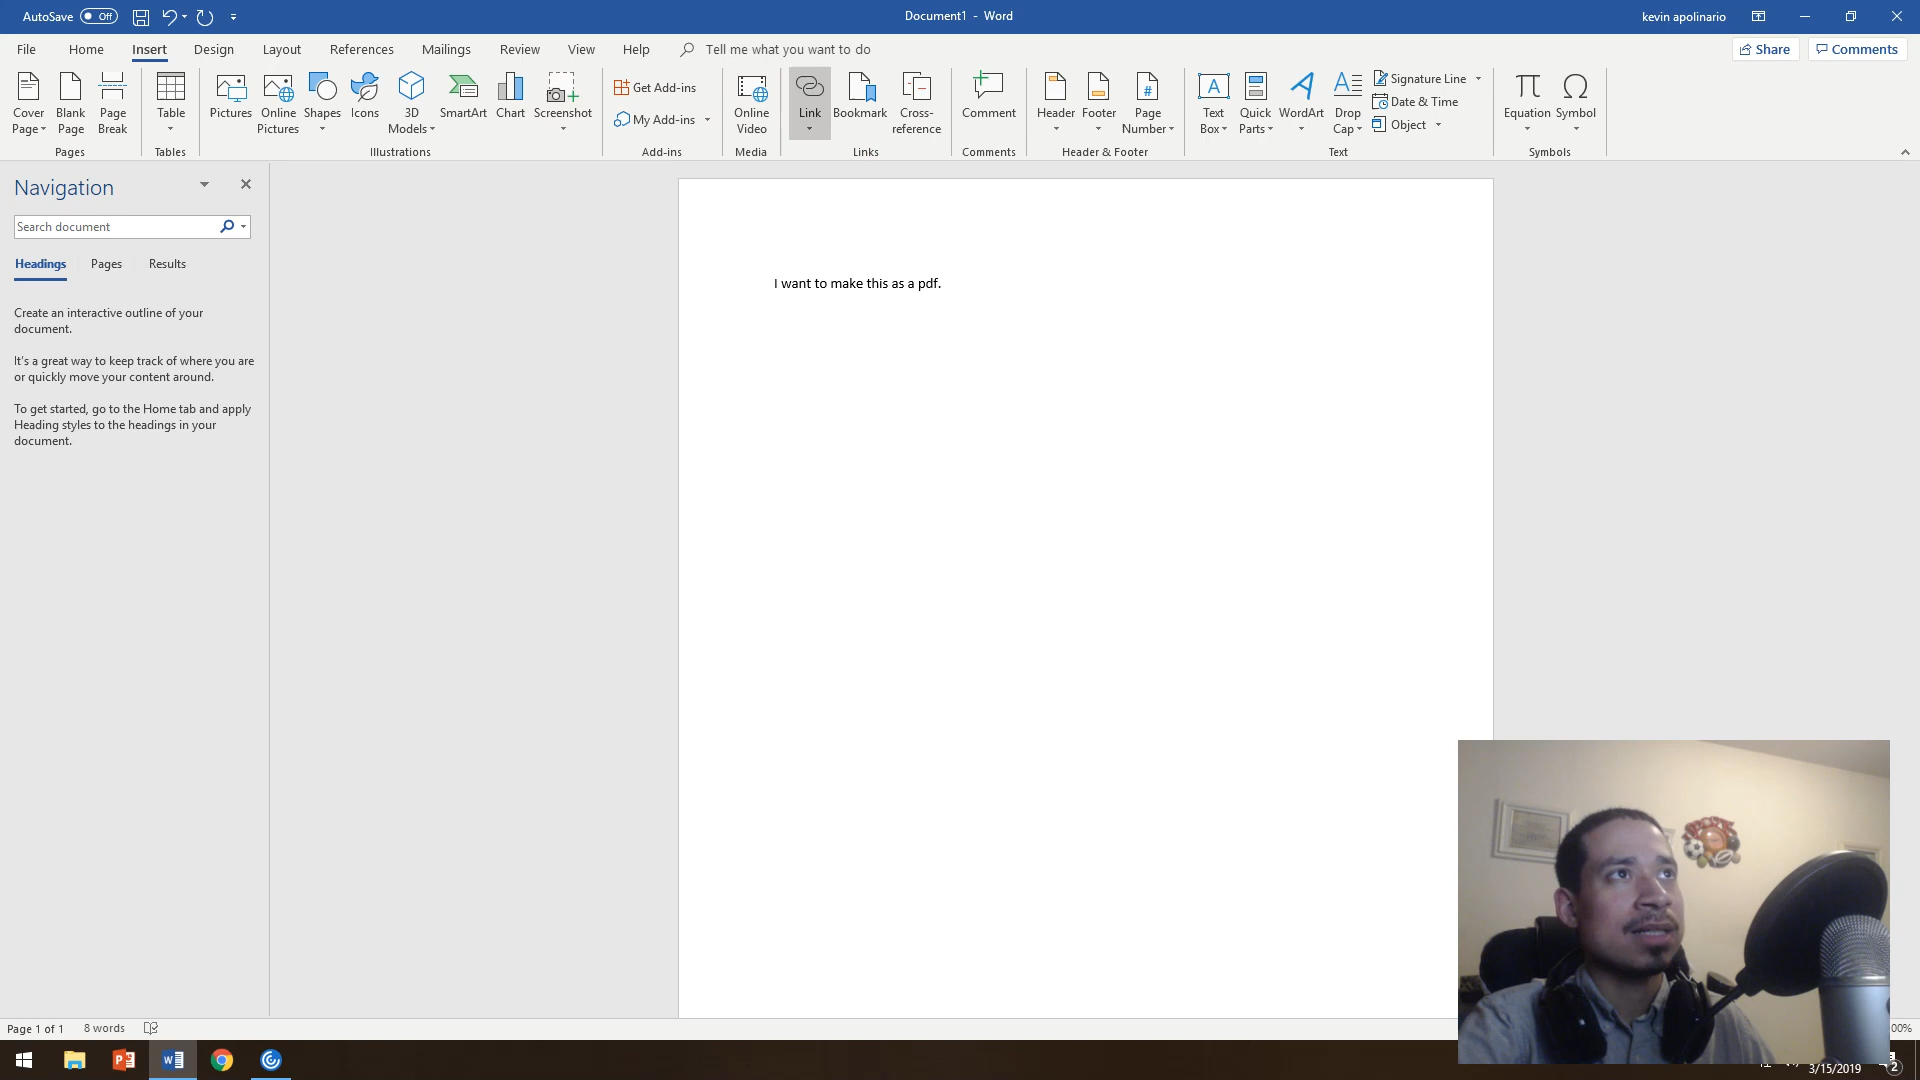 AutoSave Off
Document1 - Word
kevin apolinario
File Home Insert Design Layout References Mailings Review View Help Tell me what you want to do
Share Comments
Cover Page
Blank Page
Page Break
Pages
Table
Tables
Pictures
Online Pictures
Shapes
Icons
3D Models
SmartArt
Chart
Screenshot
Illustrations
Get Add-ins
My Add-ins
Add-ins
Online Video
Media
Link
Bookmark
Cross-reference
Links
Comment
Comments
Header
Footer
Page Number
Header & Footer
Text Box
Quick Parts
WordArt
Drop Cap
Signature Line
Date & Time
Object
Text
Equation
Symbol
Symbols
Navigation
Search document
Headings Pages Results
Create an interactive outline of your
document.
It's a great way to keep track of where you are
or quickly move your content around.
To get started, go to the Home tab and apply
Heading styles to the headings in your
document.
I want to make this as a pdf.
Page 1 of 1 8 words
00%
3/15/2019
2